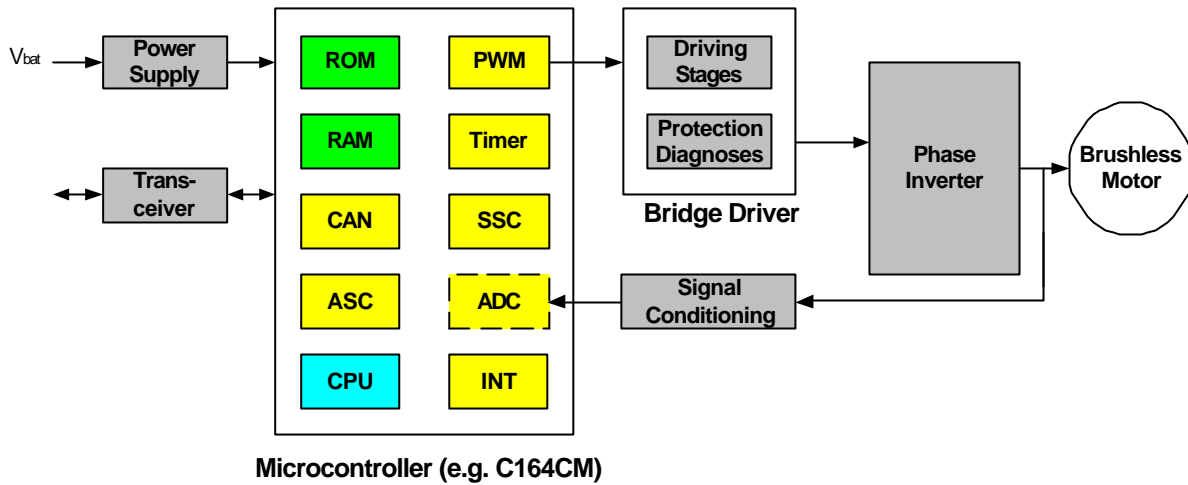 Vbat
Power
Supply
Trans-
ceiver
ROM
RAM
CAN
ASC
CPU
PWM
Timer
SSC
ADC
INT
Microcontroller (e.g. C164CM)
Driving
Stages
Protection
Diagnoses
Bridge Driver
Signal
Conditioning
Phase
Inverter
Brushless
Motor